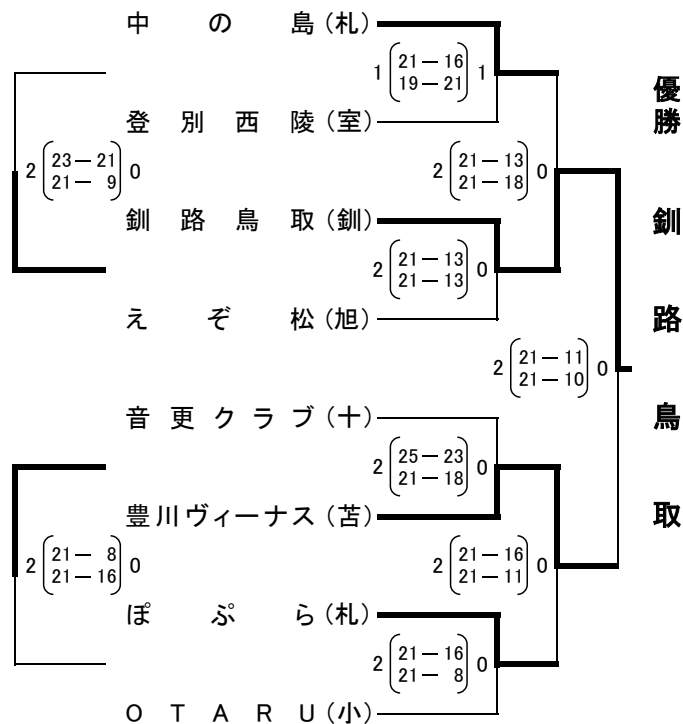 中の島(札)
1 21－16 1
19－21
登別西陵(室)
2 23－21 0
21－ 9
2 21－13 0
21－18
釧路鳥取(釧)
2 21－13 0
21－13
えぞ松(旭)
2 21－11 0
21－10
音更クラブ(十)
2 25－23 0
21－18
豊川ヴィーナス(苫)
2 21－ 8 0
21－16
2 21－16 0
21－11
ぽぷら(札)
2 21－16 0
21－ 8
OTARU(小)
優勝
釧路鳥取